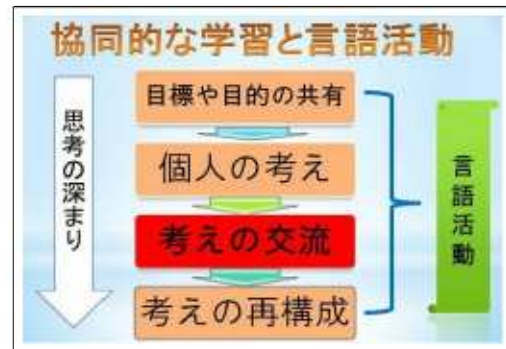 協同的な学習と言語活動
思考の深まり
目標や目的の共有
個人の考え
考えの交流
考えの再構成
言語活動